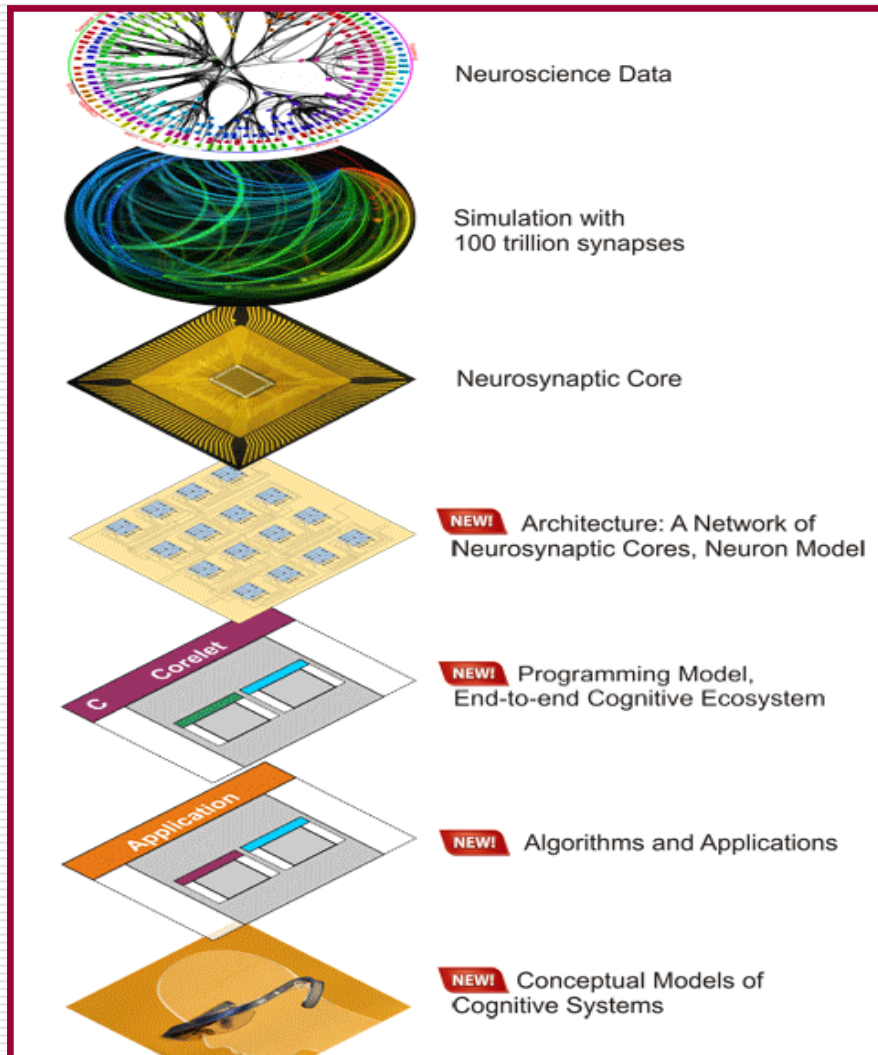 Neuroscience Data
Simulation with
100 trillion synapses
Neurosynaptic Core
NEW! Architecture: A Network of
Neurosynaptic Cores, Neuron Model
C Corelet
NEW! Programming Model,
End-to-end Cognitive Ecosystem
Application
NEW! Algorithms and Applications
NEW! Conceptual Models of
Cognitive Systems